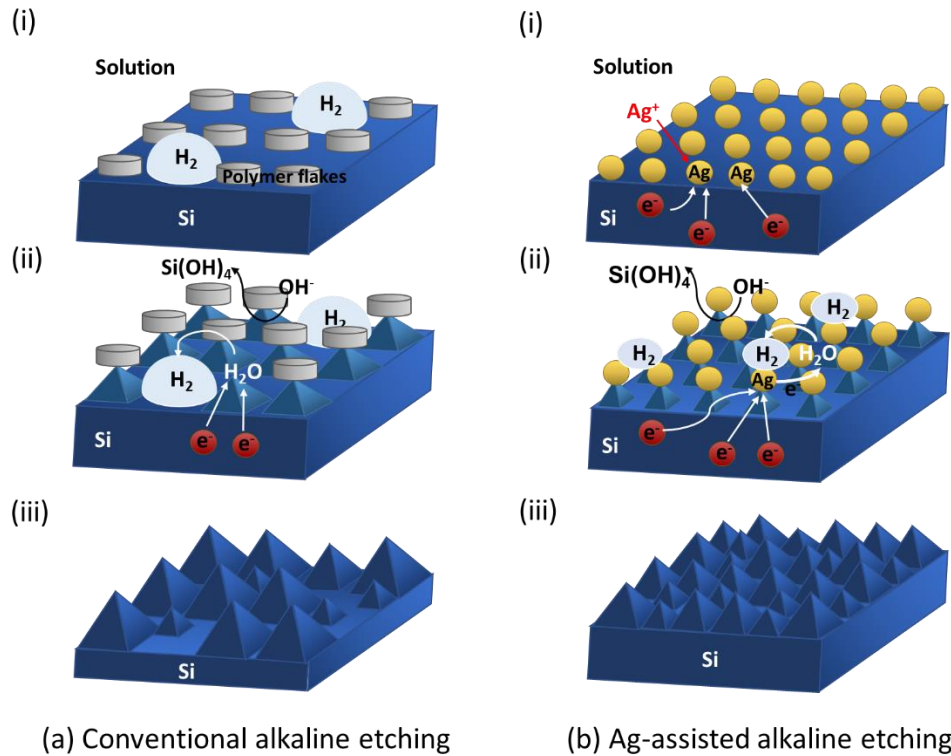 (i)
Solution
H₂
H₂
Polymer flakes
Si
(ii)
Si(OH)₄
OH⁻
H₂
H₂
H₂O
Si
e⁻
e⁻
(iii)
Si
(a) Conventional alkaline etching
(i)
Solution
Ag⁺
Ag
Ag
Si
e⁻
e⁻
e⁻
(ii)
Si(OH)₄
OH⁻
H₂
H₂
H₂
H₂O
Ag
e⁻
Si
e⁻
e⁻
e⁻
(iii)
Si
(b) Ag-assisted alkaline etching